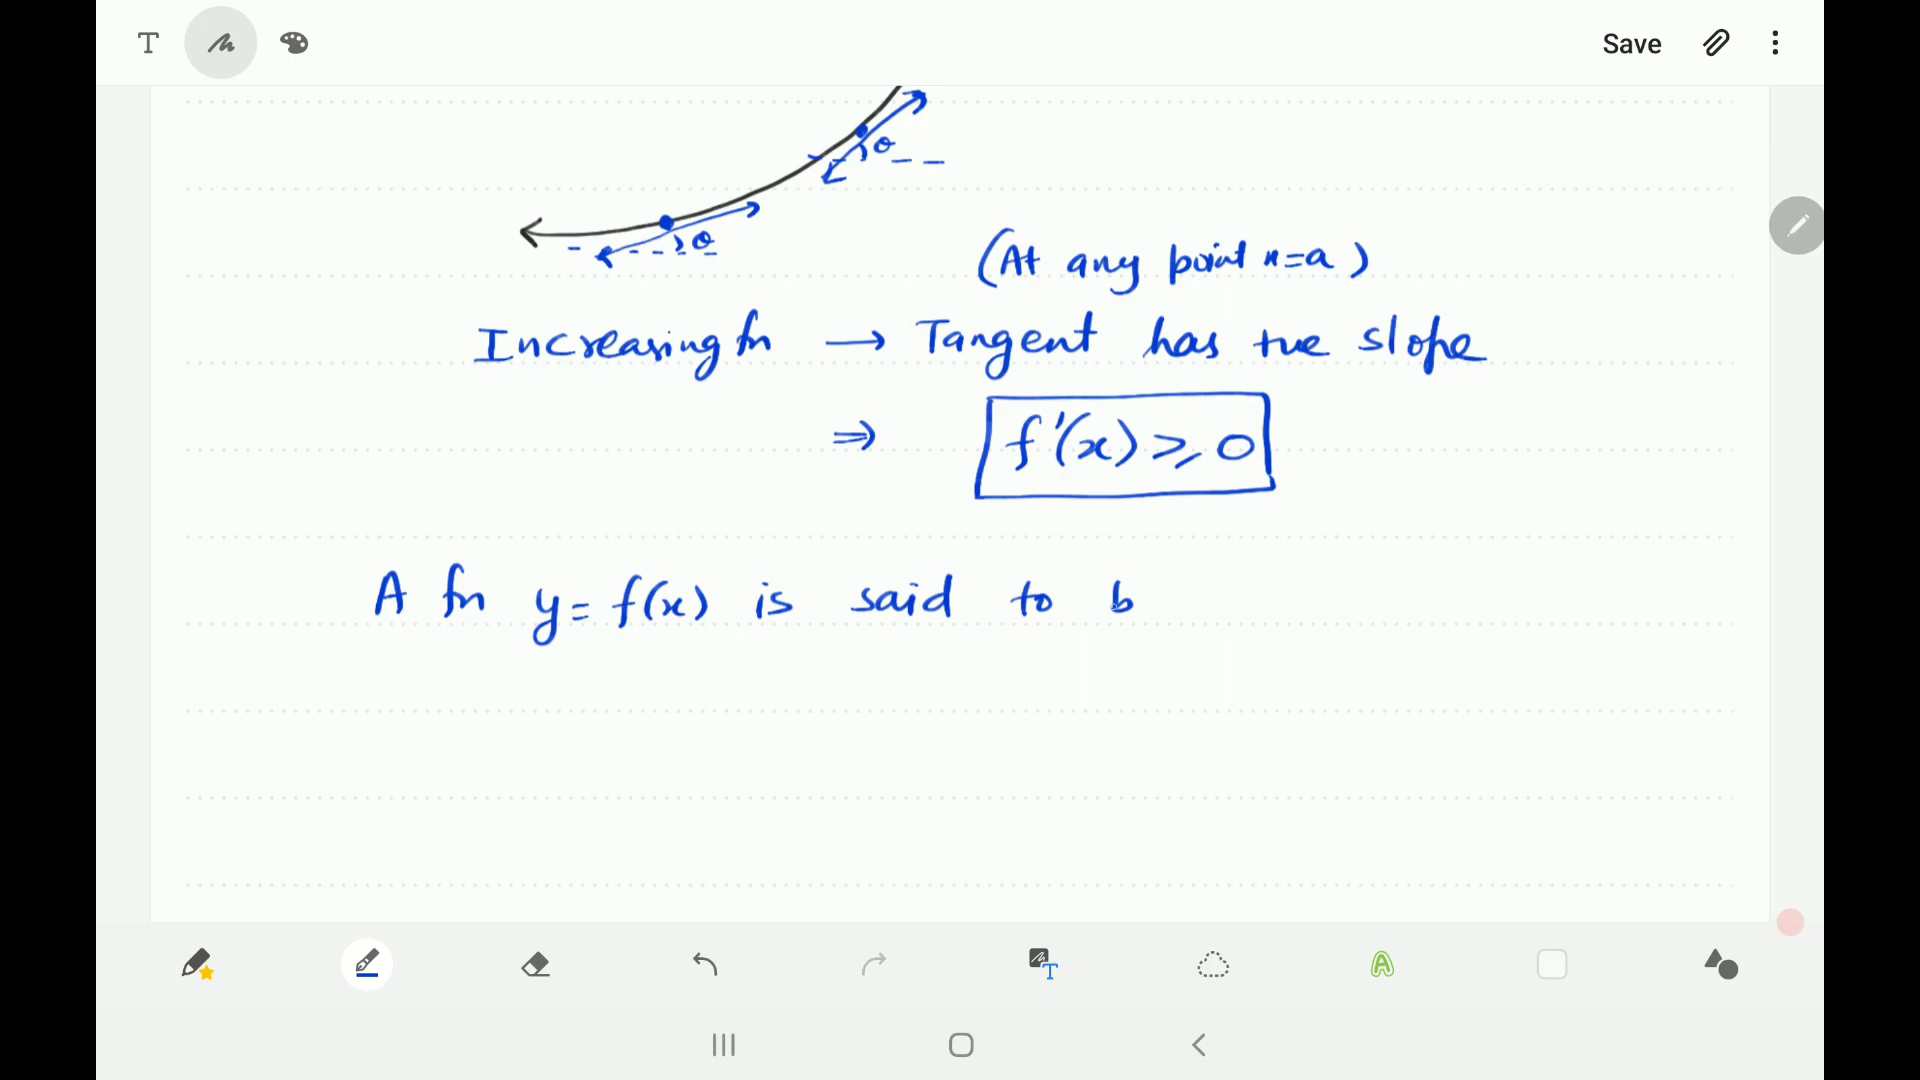 T Save
θ
θ
(At any point x=a)
Increasing fn → Tangent has +ve slope
⇒ f'(x) ⩾ 0
A fn y = f(x) is said to b
T A